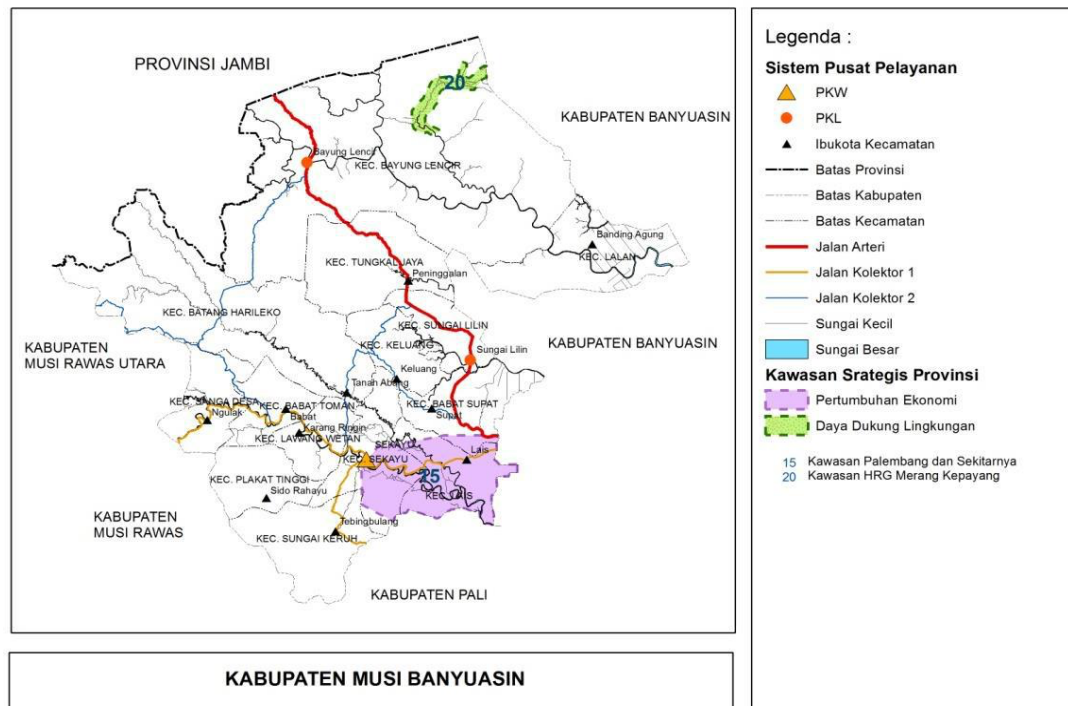 PROVINSI JAMBI
20
KABUPATEN BANYUASIN
Bayung Lencir
KEC. BAYUNG LENCIR
Banding Agung
KEC. LALAN
KEC. TUNGKAL JAYA
Peninggalan
KEC. BATANG HARILEKO
KEC. SUNGAI LILIN
KABUPATEN BANYUASIN
KABUPATEN
MUSI RAWAS UTARA
KEC. KELUANG
Sungai Lilin
Keluang
Tanah Abang
KEC. SANGA DESA
KEC. BABAT TOMAN
KEC. BABAT SUPAT
Ngulak
Babat
Supat
Karang Ringin
KEC. LAWANG WETAN
SEKAYU
KEC. SEKAYU
Lais
15
KEC. PLAKAT TINGGI
Sido Rahayu
KEC. LAIS
KABUPATEN
MUSI RAWAS
Tebingbulang
KEC. SUNGAI KERUH
KABUPATEN PALI
KABUPATEN MUSI BANYUASIN
Legenda :
Sistem Pusat Pelayanan
PKW
PKL
Ibukota Kecamatan
Batas Provinsi
Batas Kabupaten
Batas Kecamatan
Jalan Arteri
Jalan Kolektor 1
Jalan Kolektor 2
Sungai Kecil
Sungai Besar
Kawasan Srategis Provinsi
Pertumbuhan Ekonomi
Daya Dukung Lingkungan
15 Kawasan Palembang dan Sekitarnya
20 Kawasan HRG Merang Kepayang